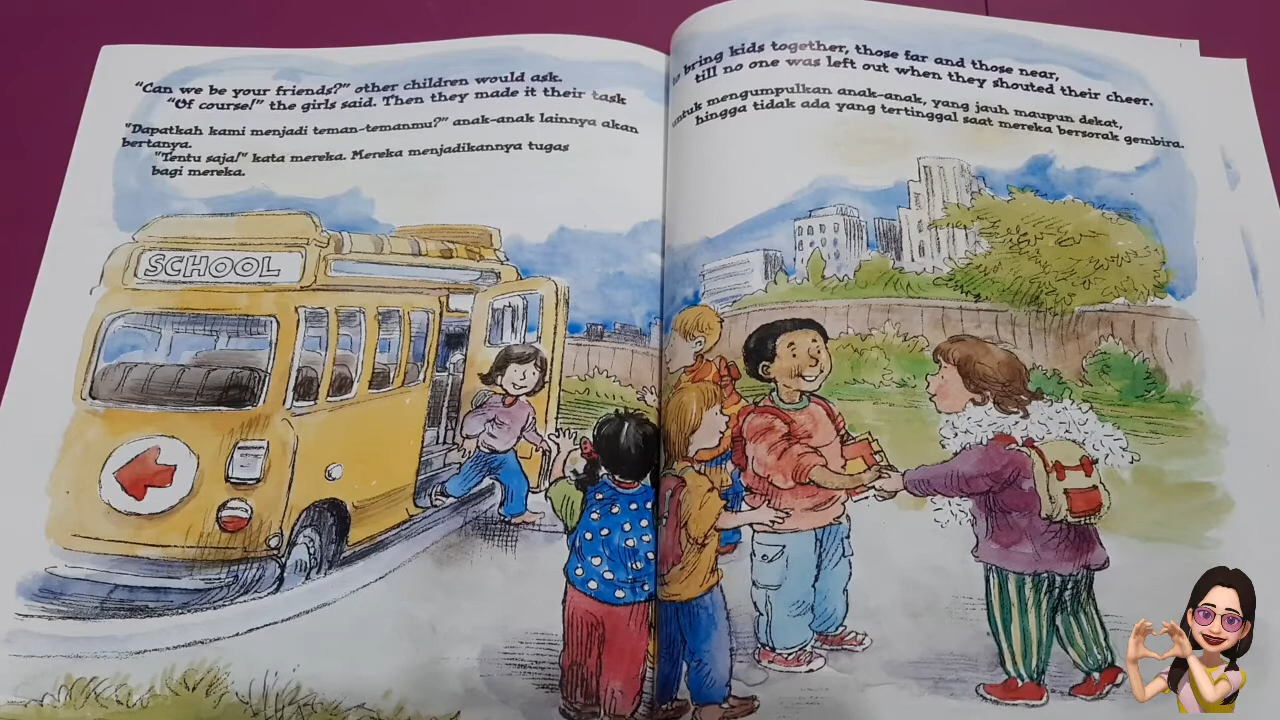 "Can we be your friends?" other children would ask.
"Of course!" the girls said. Then they made it their task
"Dapatkah kami menjadi teman-temanmu?" anak-anak lainnya akan
bertanya.
"Tentu saja!" kata mereka. Mereka menjadikannya tugas
bagi mereka.
SCHOOL
to bring kids together, those far and those near,
till no one was left out when they shouted their cheer.
untuk mengumpulkan anak-anak, yang jauh maupun dekat,
hingga tidak ada yang tertinggal saat mereka bersorak gembira.